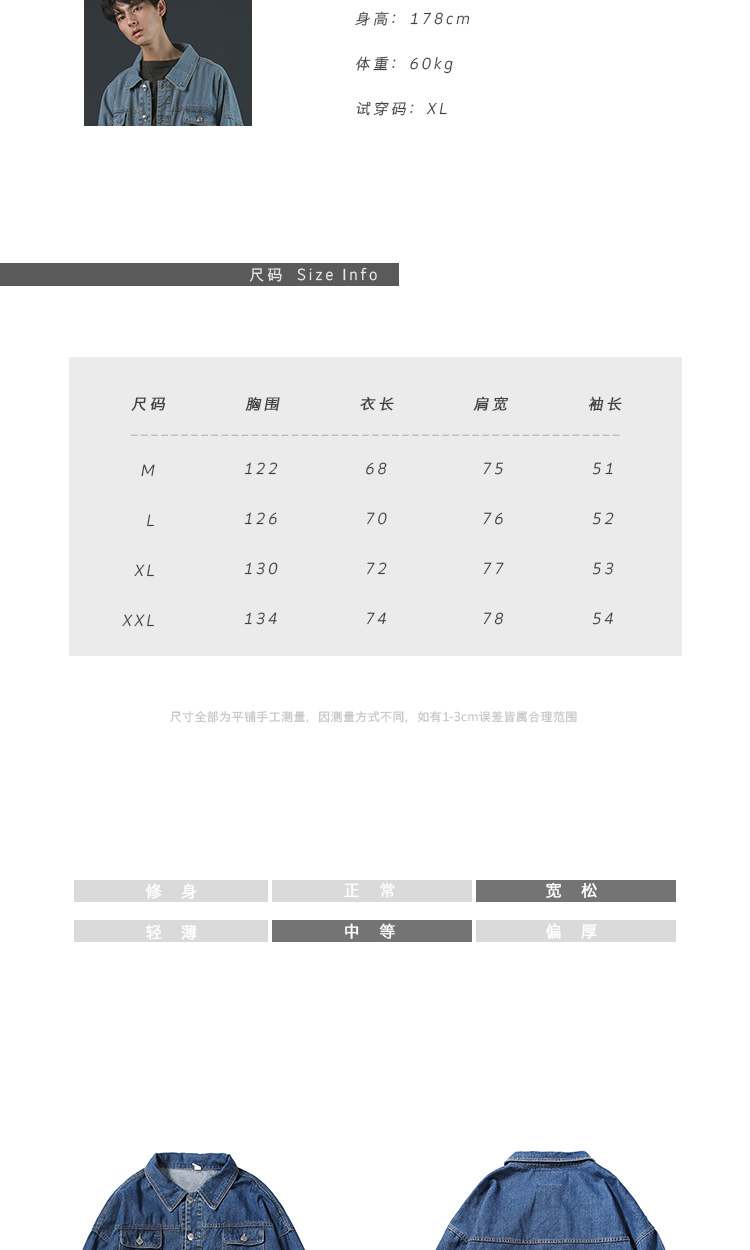 身高：178cm
体重：60kg
试穿码：XL
尺码 Size Info
尺码 胸围 衣长 肩宽 袖长
M 122 68 75 51
L 126 70 76 52
XL 130 72 77 53
XXL 134 74 78 54
尺寸全部为平铺手工测量，因测量方式不同，如有1-3cm误差皆属合理范围
修 身 正 常 宽 松
轻 薄 中 等 偏 厚